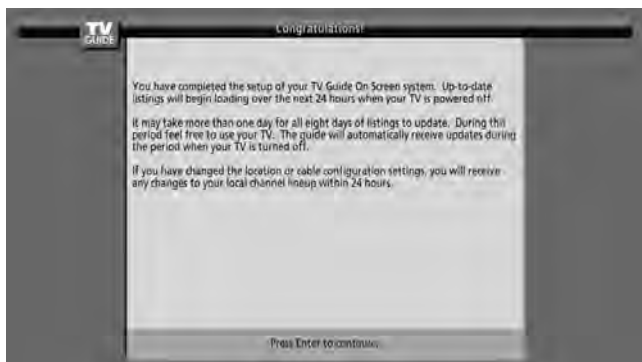 TV
GUIDE
Congratulations!
You have completed the setup of your TV Guide On Screen system. Up-to-date
listings will begin loading over the next 24 hours when your TV is powered off.
It may take more than one day for all eight days of listings to update. During this
period feel free to use your TV. The guide will automatically receive updates during
the period when your TV is turned off.
If you have changed the location or cable configuration settings, you will receive
any changes to your local channel lineup within 24 hours.
Press Enter to continue.